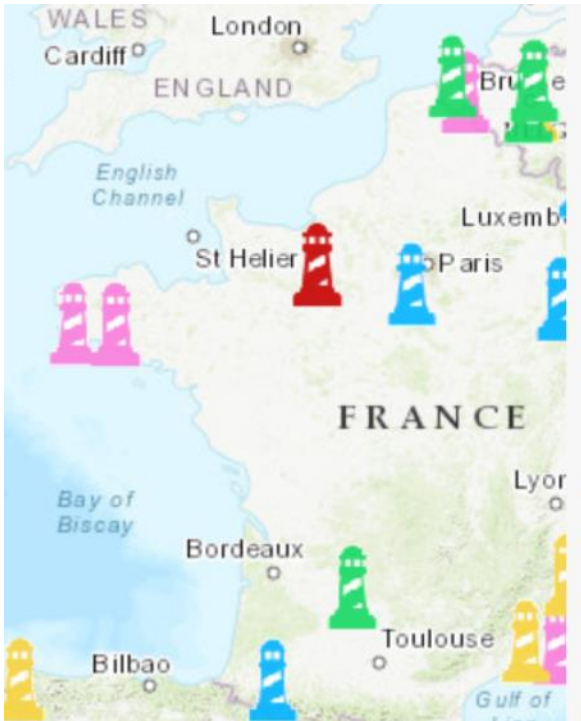 WALES
London
Cardiff
ENGLAND
English
Channel
Luxemb
St Helier
Paris
FRANCE
Lyor
Bay of
Biscay
Bordeaux
Toulouse
Bilbao
Gulf of